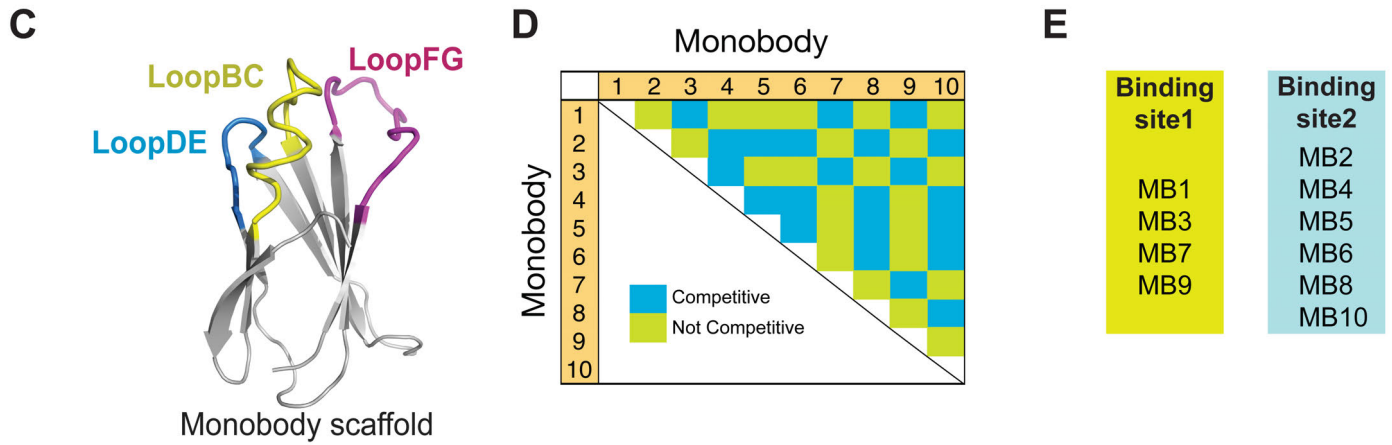 C
LoopBC
LoopFG
LoopDE
Monobody scaffold
D
Monobody
1 2 3 4 5 6 7 8 9 10
Monobody
1
2
3
4
5
6
7
8
9
10
Competitive
Not Competitive
E
Binding
site1
MB1
MB3
MB7
MB9
Binding
site2
MB2
MB4
MB5
MB6
MB8
MB10